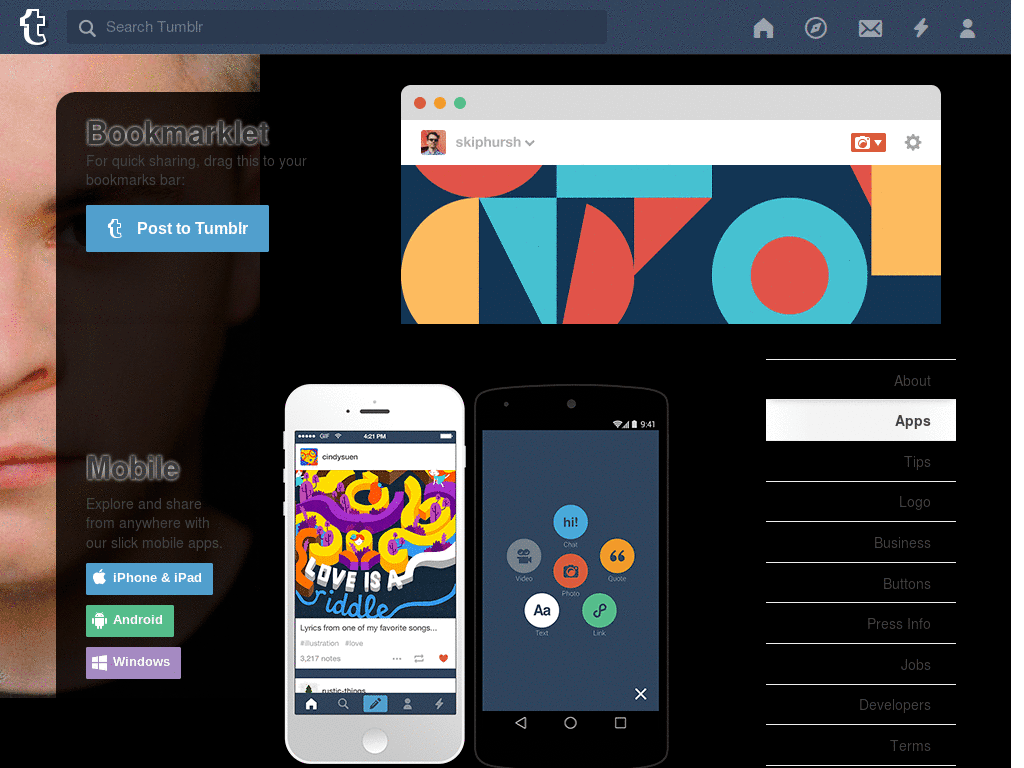 Search Tumblr
Bookmarklet
For quick sharing, drag this to your
bookmarks bar:
Post to Tumblr
skiphursh
Mobile
Explore and share
from anywhere with
our slick mobile apps.
iPhone & iPad
Android
Windows
GIF
4:21 PM
cindysuen
LOVE IS A
riddle
Lyrics from one of my favorite songs...
#illustration #love
3,217 notes
rustic-things
9:41
hi!
Chat
Video
Quote
Photo
Aa
Text
Link
About
Apps
Tips
Logo
Business
Buttons
Press Info
Jobs
Developers
Terms